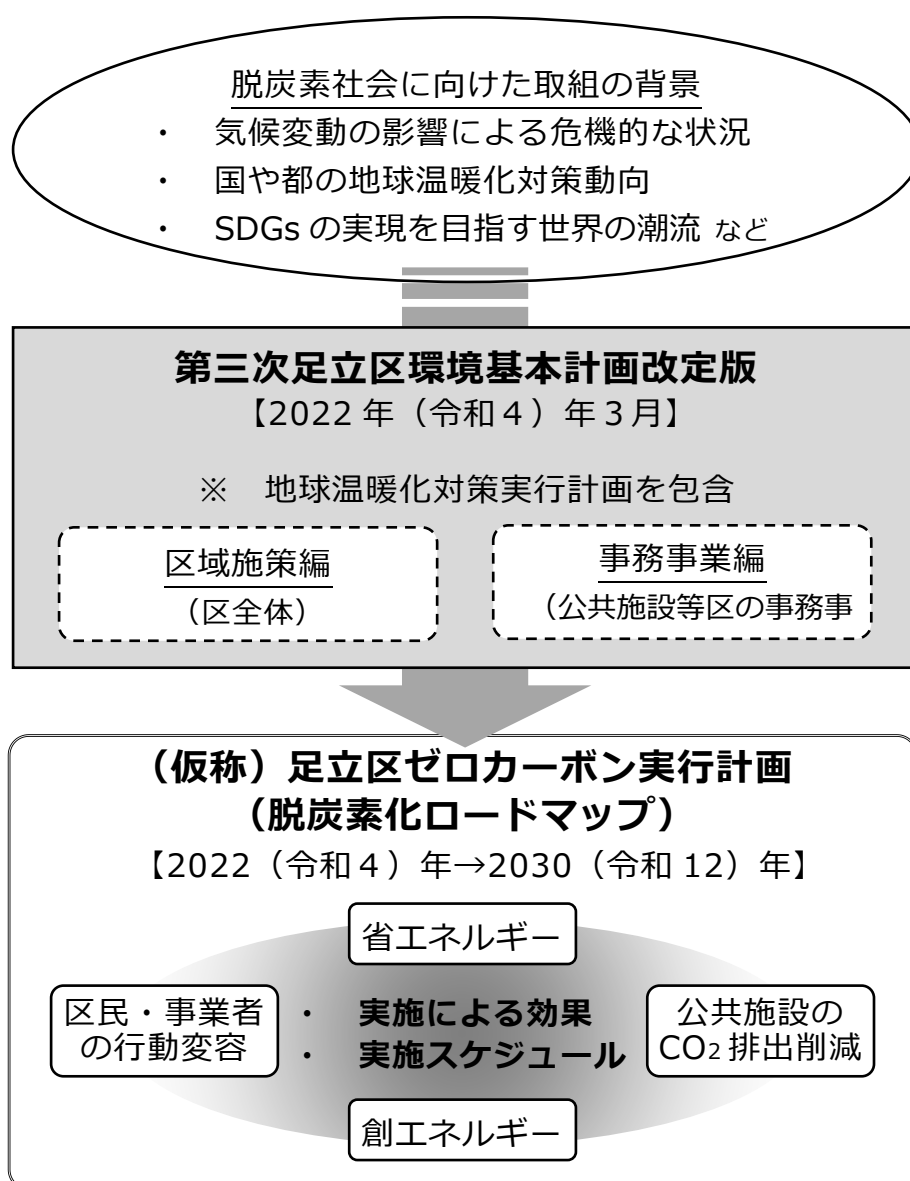 脱炭素社会に向けた取組の背景
・ 気候変動の影響による危機的な状況
・ 国や都の地球温暖化対策動向
・ SDGs の実現を目指す世界の潮流 など
第三次足立区環境基本計画改定版
【2022 年（令和４）年３月】
※ 地球温暖化対策実行計画を包含
区域施策編
（区全体）
事務事業編
（公共施設等区の事務事
（仮称）足立区ゼロカーボン実行計画
（脱炭素化ロードマップ）
【2022（令和４）年→2030（令和 12）年】
省エネルギー
区民・事業者
の行動変容
・ 実施による効果
・ 実施スケジュール
公共施設の
CO2 排出削減
創エネルギー